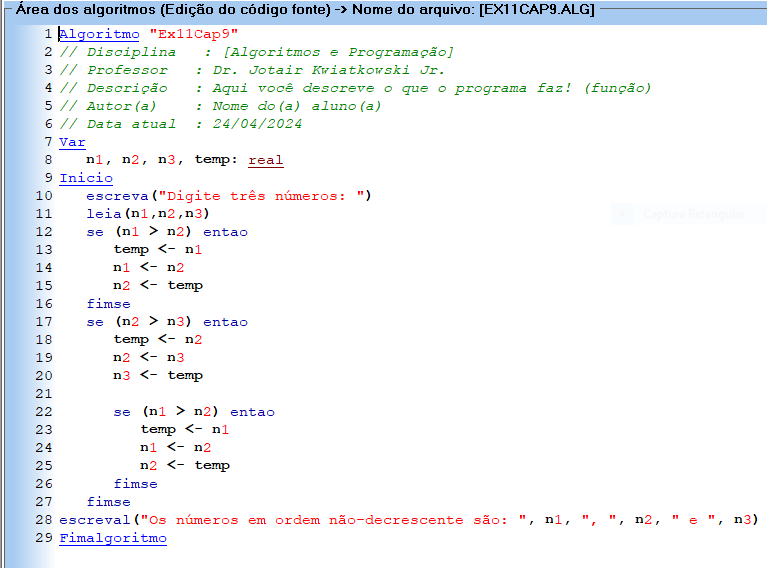 Área dos algoritmos (Edição do código fonte) -> Nome do arquivo: [EX11CAP9.ALG]
1 Algoritmo "Ex11Cap9"
2 // Disciplina   : [Algoritmos e Programação]
3 // Professor   : Dr. Jotair Kwiatkowski Jr.
4 // Descrição   : Aqui você descreve o que o programa faz! (função)
5 // Autor(a)    : Nome do(a) aluno(a)
6 // Data atual  : 24/04/2024
7 Var
8    n1, n2, n3, temp: real
9 Inicio
10    escreva("Digite três números: ")
11    leia(n1,n2,n3)
12    se (n1 > n2) entao
13       temp <- n1
14       n1 <- n2
15       n2 <- temp
16    fimse
17    se (n2 > n3) entao
18       temp <- n2
19       n2 <- n3
20       n3 <- temp
21
22       se (n1 > n2) entao
23          temp <- n1
24          n1 <- n2
25          n2 <- temp
26       fimse
27    fimse
28 escreval("Os números em ordem não-decrescente são: ", n1, ", ", n2, " e ", n3)
29 Fimalgoritmo
Captura Retangular